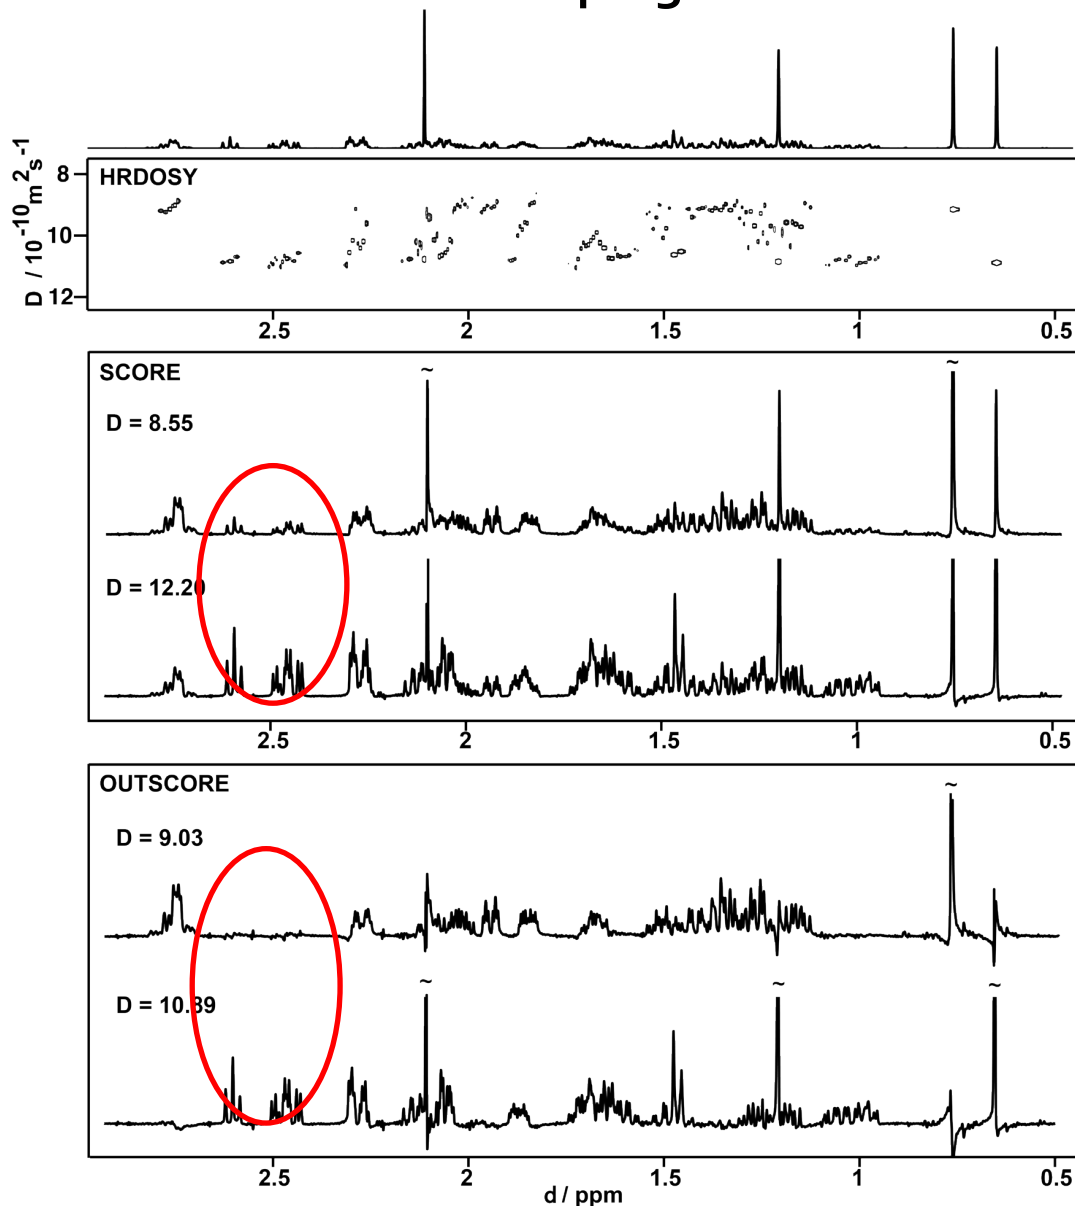 HRDOSY
D / 10-10m2s-1
8
10
12
2.5 2 1.5 1 0.5
SCORE
~ ~
D = 8.55
D = 12.20
2.5 2 1.5 1 0.5
OUTSCORE
~
D = 9.03
~ ~ ~
D = 10.89
2.5 2 1.5 1 0.5
d / ppm